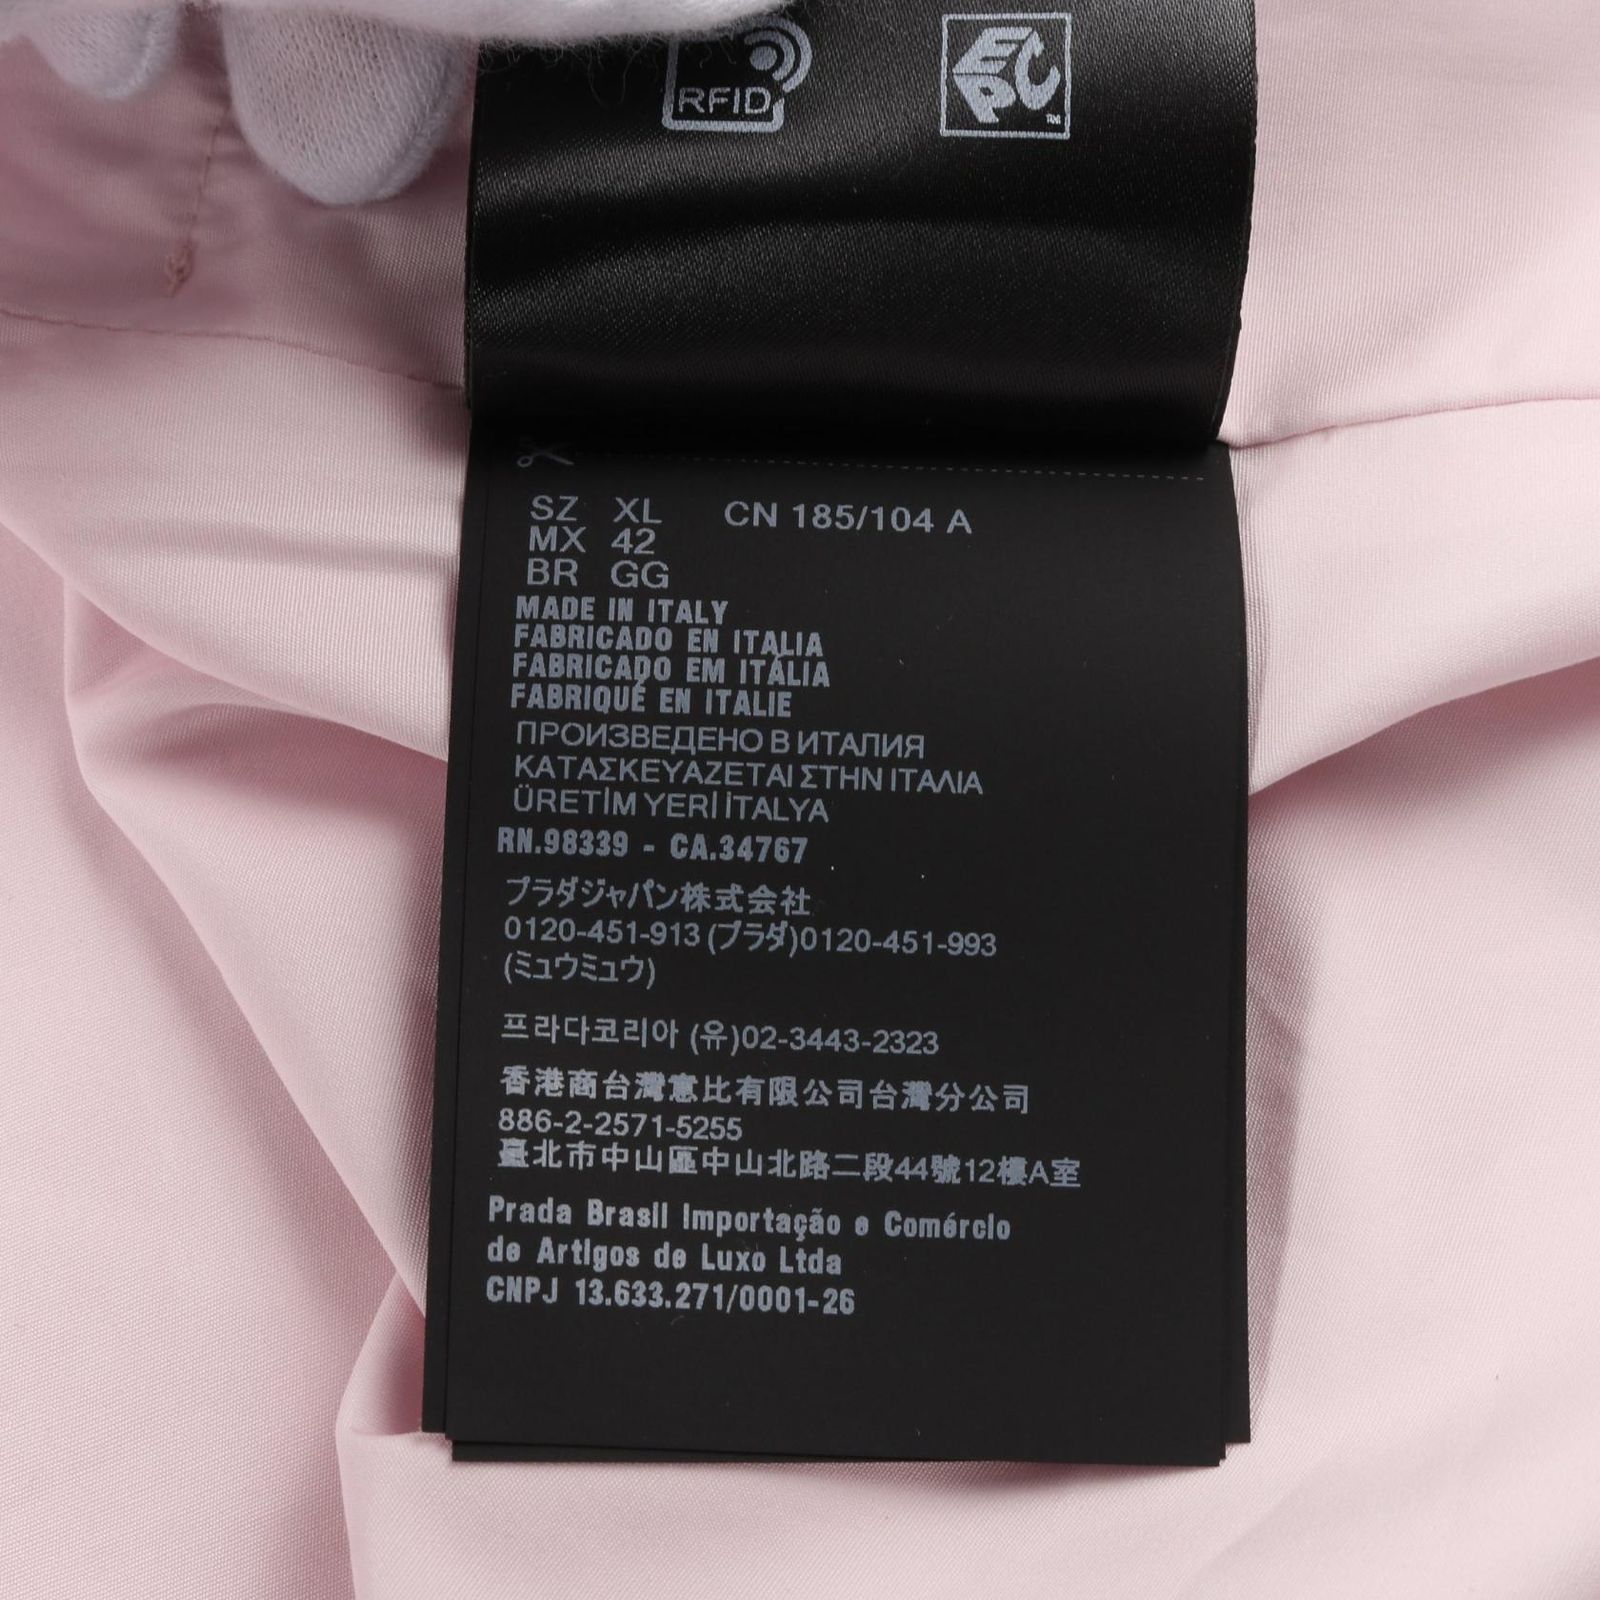 RFID
EPC
TM
SZ XL CN 185/104 A
MX 42
BR GG
MADE IN ITALY
FABRICADO EN ITALIA
FABRICADO EM ITÁLIA
FABRIQUÉ EN ITALIE
ПРОИЗВЕДЕНО В ИТАЛИЯ
ΚΑΤΑΣΚΕΥΑΖΕΤΑΙ ΣΤΗΝ ΙΤΑΛΙΑ
ÜRETİM YERİ İTALYA
RN.98339 - CA.34767
プラダジャパン株式会社
0120-451-913 (プラダ)0120-451-993
(ミュウミュウ)
프라다코리아 (유)02-3443-2323
香港商台灣意比有限公司台灣分公司
886-2-2571-5255
臺北市中山區中山北路二段44號12樓A室
Prada Brasil Importação e Comércio
de Artigos de Luxo Ltda
CNPJ 13.633.271/0001-26